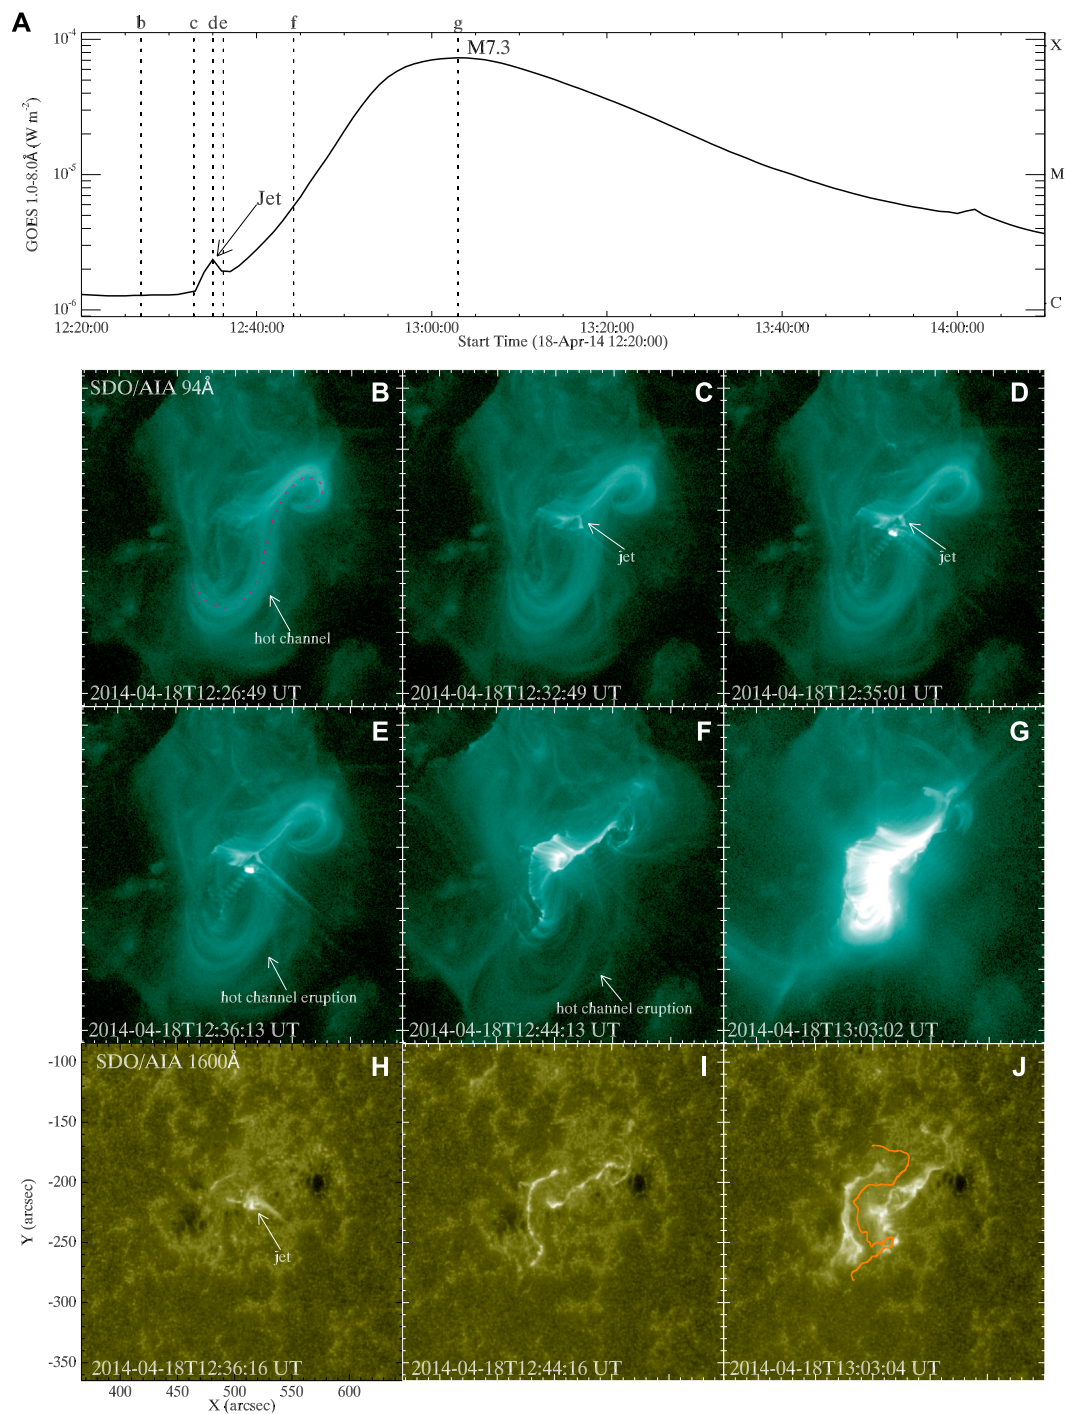 A
b c d e f g
10⁻⁴
10⁻⁵
10⁻⁶
GOES 1.0-8.0Å (W m⁻²)
M7.3
Jet
X
M
C
12:20:00 12:40:00 13:00:00 13:20:00 13:40:00 14:00:00
Start Time (18-Apr-14 12:20:00)
SDO/AIA 94Å
B
hot channel
2014-04-18T12:26:49 UT
C
jet
2014-04-18T12:32:49 UT
D
jet
2014-04-18T12:35:01 UT
E
hot channel eruption
2014-04-18T12:36:13 UT
F
hot channel eruption
2014-04-18T12:44:13 UT
G
2014-04-18T13:03:02 UT
SDO/AIA 1600Å
H
jet
2014-04-18T12:36:16 UT
I
2014-04-18T12:44:16 UT
J
2014-04-18T13:03:04 UT
-100
-150
-200
-250
-300
-350
Y (arcsec)
400 450 500 550 600
X (arcsec)